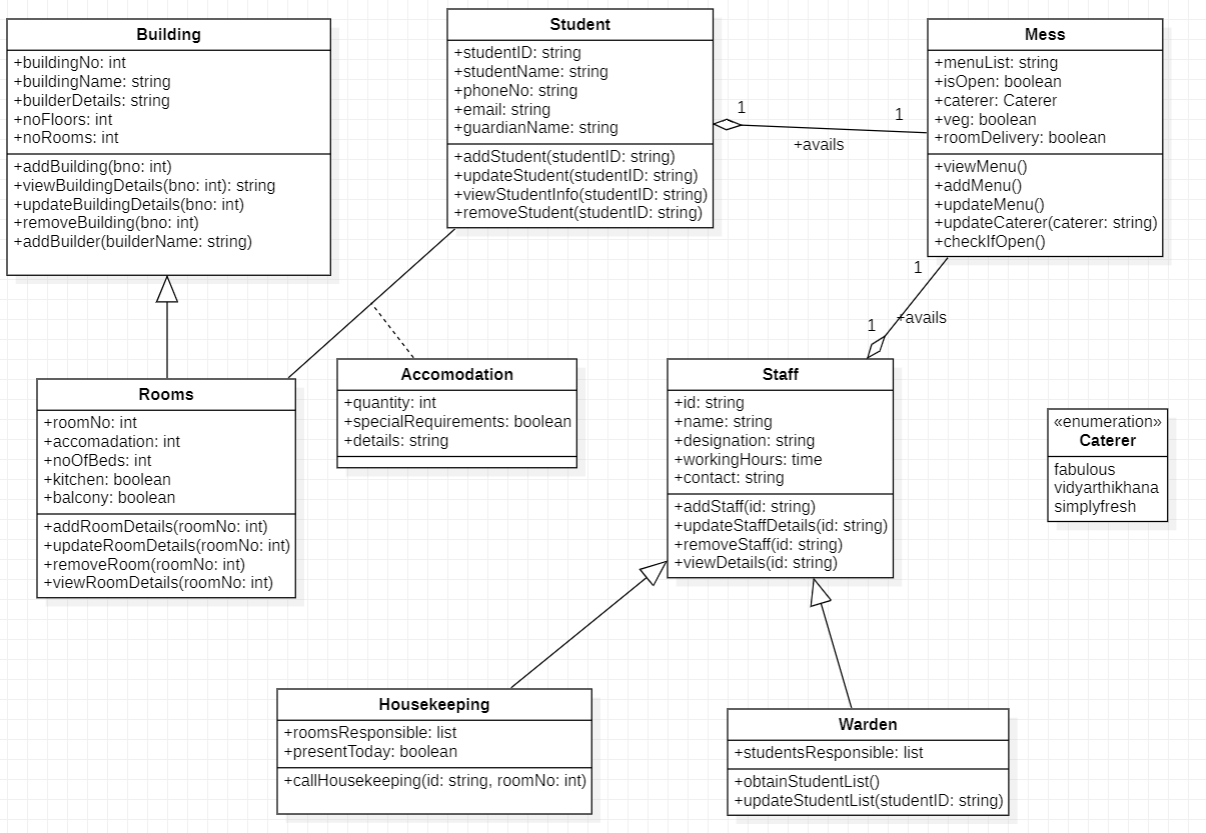 Building
+buildingNo: int
+buildingName: string
+builderDetails: string
+noFloors: int
+noRooms: int
+addBuilding(bno: int)
+viewBuildingDetails(bno: int): string
+updateBuildingDetails(bno: int)
+removeBuilding(bno: int)
+addBuilder(builderName: string)
Student
+studentID: string
+studentName: string
+phoneNo: string
+email: string
+guardianName: string
+addStudent(studentID: string)
+updateStudent(studentID: string)
+viewStudentInfo(studentID: string)
+removeStudent(studentID: string)
1
1
+avails
Mess
+menuList: string
+isOpen: boolean
+caterer: Caterer
+veg: boolean
+roomDelivery: boolean
+viewMenu()
+addMenu()
+updateMenu()
+updateCaterer(caterer: string)
+checkIfOpen()
1
+avails
1
Rooms
+roomNo: int
+accomadation: int
+noOfBeds: int
+kitchen: boolean
+balcony: boolean
+addRoomDetails(roomNo: int)
+updateRoomDetails(roomNo: int)
+removeRoom(roomNo: int)
+viewRoomDetails(roomNo: int)
Accomodation
+quantity: int
+specialRequirements: boolean
+details: string
Staff
+id: string
+name: string
+designation: string
+workingHours: time
+contact: string
+addStaff(id: string)
+updateStaffDetails(id: string)
+removeStaff(id: string)
+viewDetails(id: string)
«enumeration»
Caterer
fabulous
vidyarthikhana
simplyfresh
Housekeeping
+roomsResponsible: list
+presentToday: boolean
+callHousekeeping(id: string, roomNo: int)
Warden
+studentsResponsible: list
+obtainStudentList()
+updateStudentList(studentID: string)